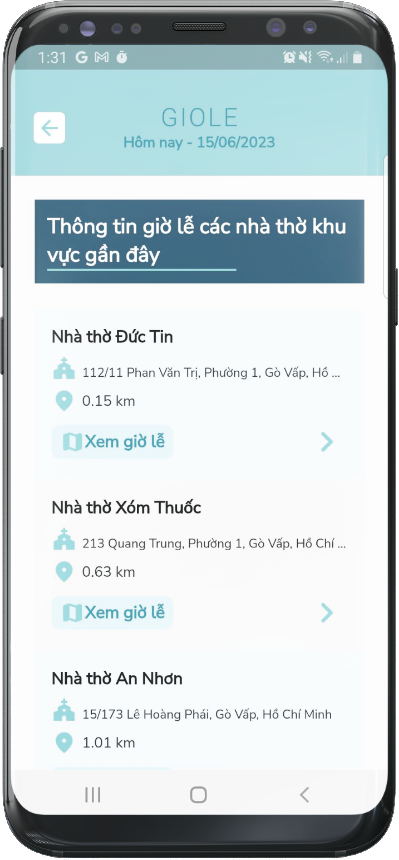 1:31
GIOLE
Hôm nay - 15/06/2023
Thông tin giờ lễ các nhà thờ khu
vực gần đây
Nhà thờ Đức Tin
112/11 Phan Văn Trị, Phường 1, Gò Vấp, Hồ ...
0.15 km
Xem giờ lễ
Nhà thờ Xóm Thuốc
213 Quang Trung, Phường 1, Gò Vấp, Hồ Chí ...
0.63 km
Xem giờ lễ
Nhà thờ An Nhơn
15/173 Lê Hoàng Phái, Gò Vấp, Hồ Chí Minh
1.01 km